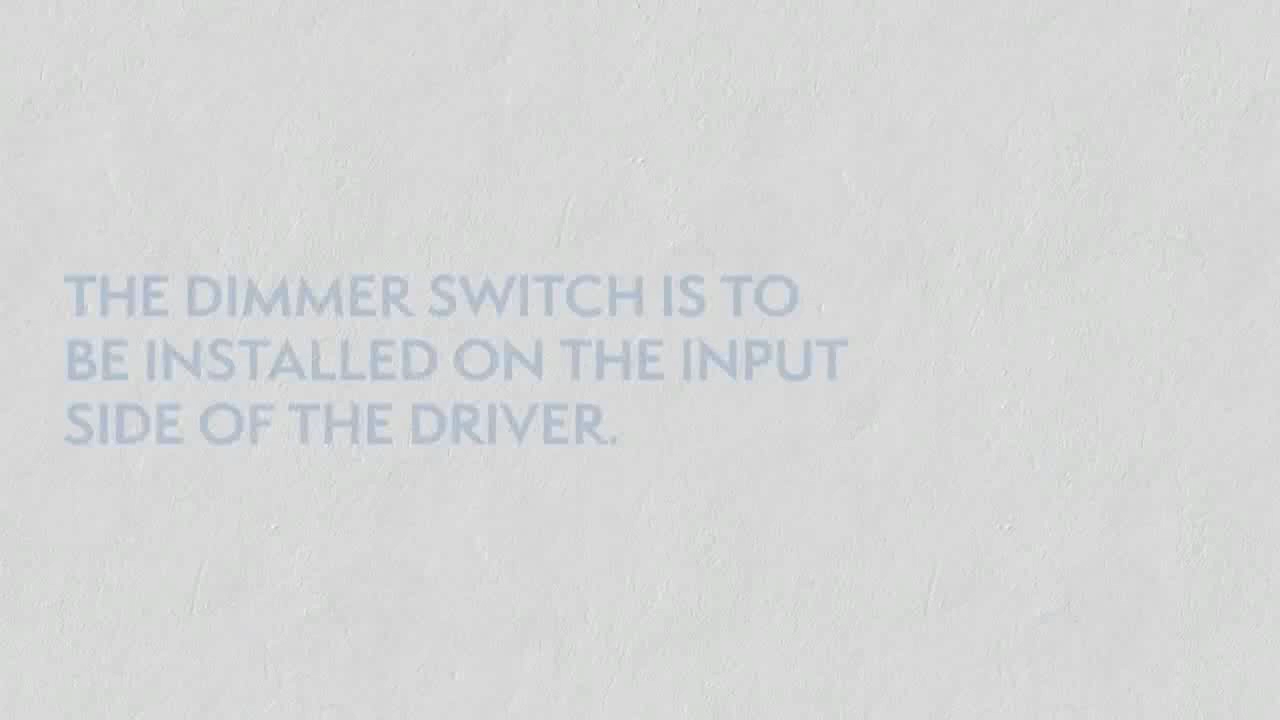 THE DIMMER SWITCH IS TO
BE INSTALLED ON THE INPUT
SIDE OF THE DRIVER.